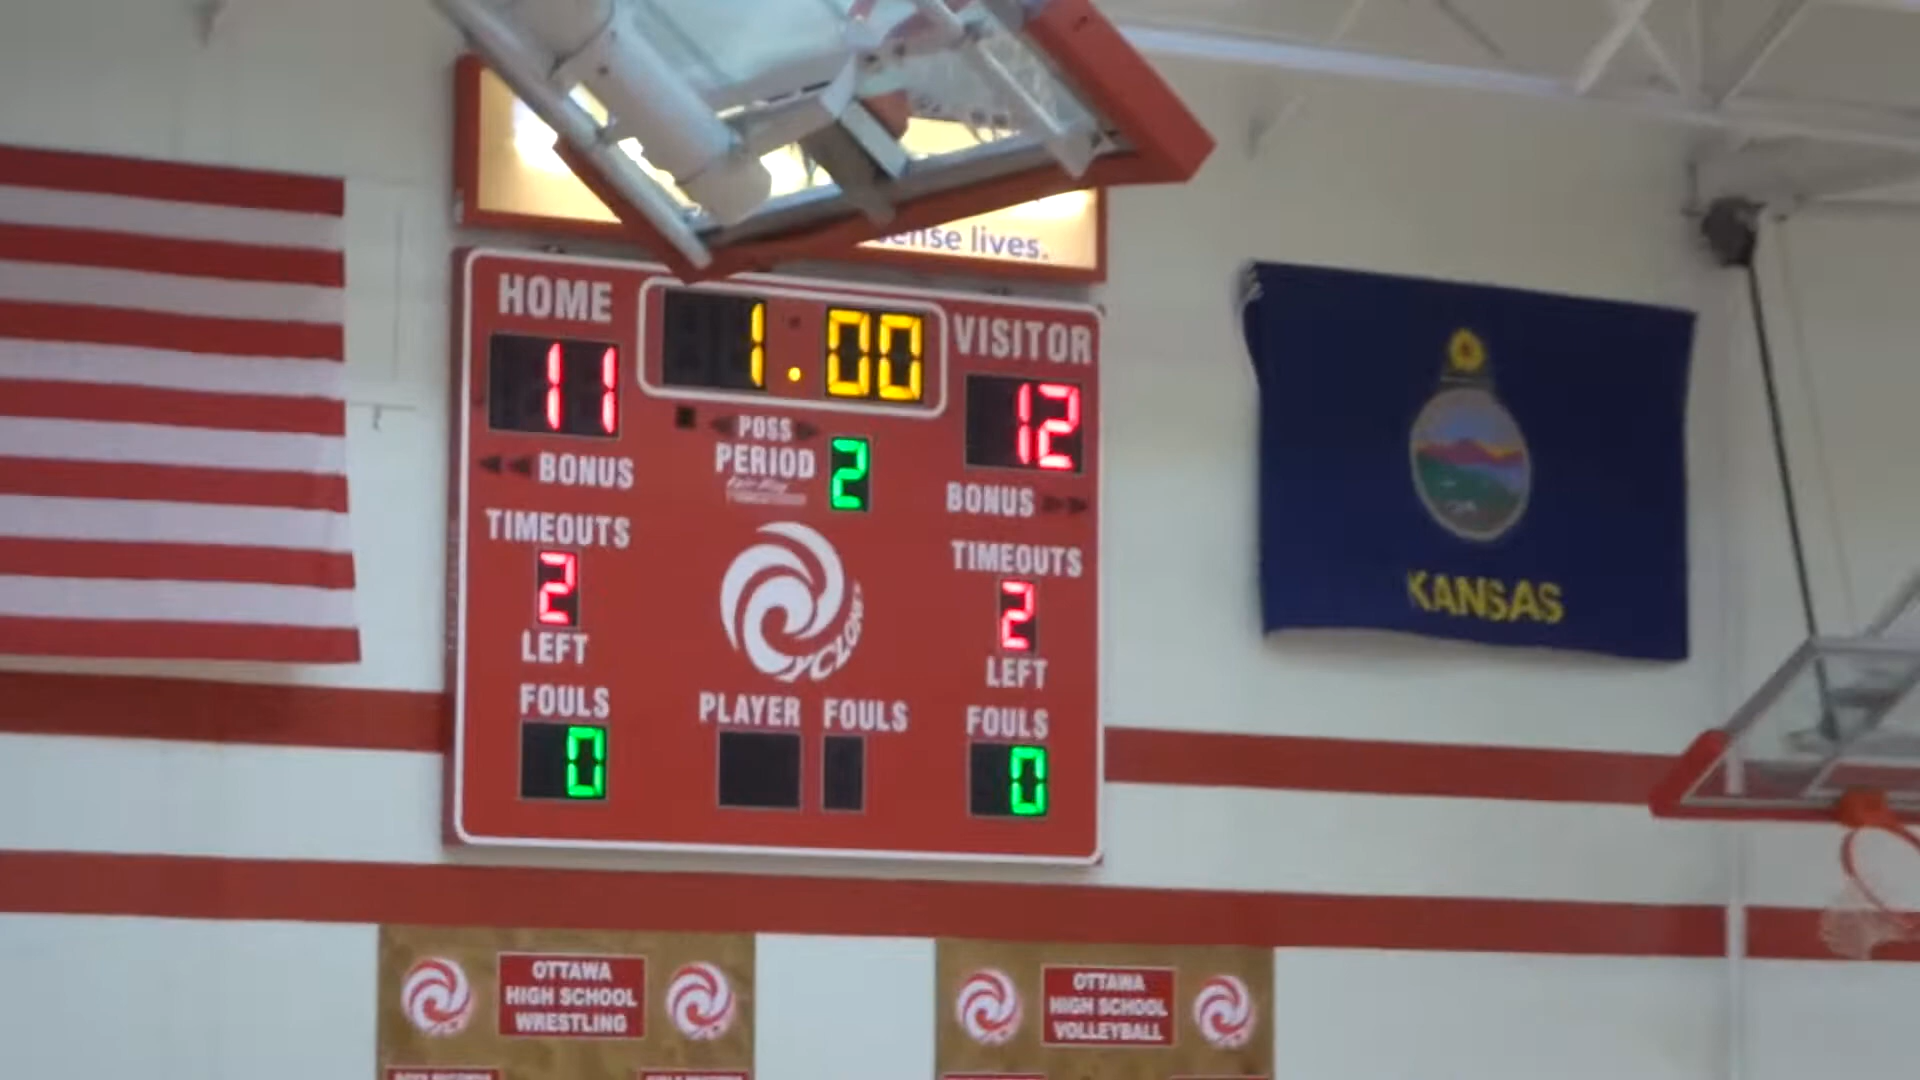 ense lives.
HOME
1.00
VISITOR
11
12
POSS
PERIOD 2
BONUS
BONUS
TIMEOUTS
TIMEOUTS
2
2
LEFT
LEFT
CYCLONE
FOULS
PLAYER FOULS
FOULS
0
0
KANSAS
OTTAWA
HIGH SCHOOL
WRESTLING
OTTAWA
HIGH SCHOOL
VOLLEYBALL